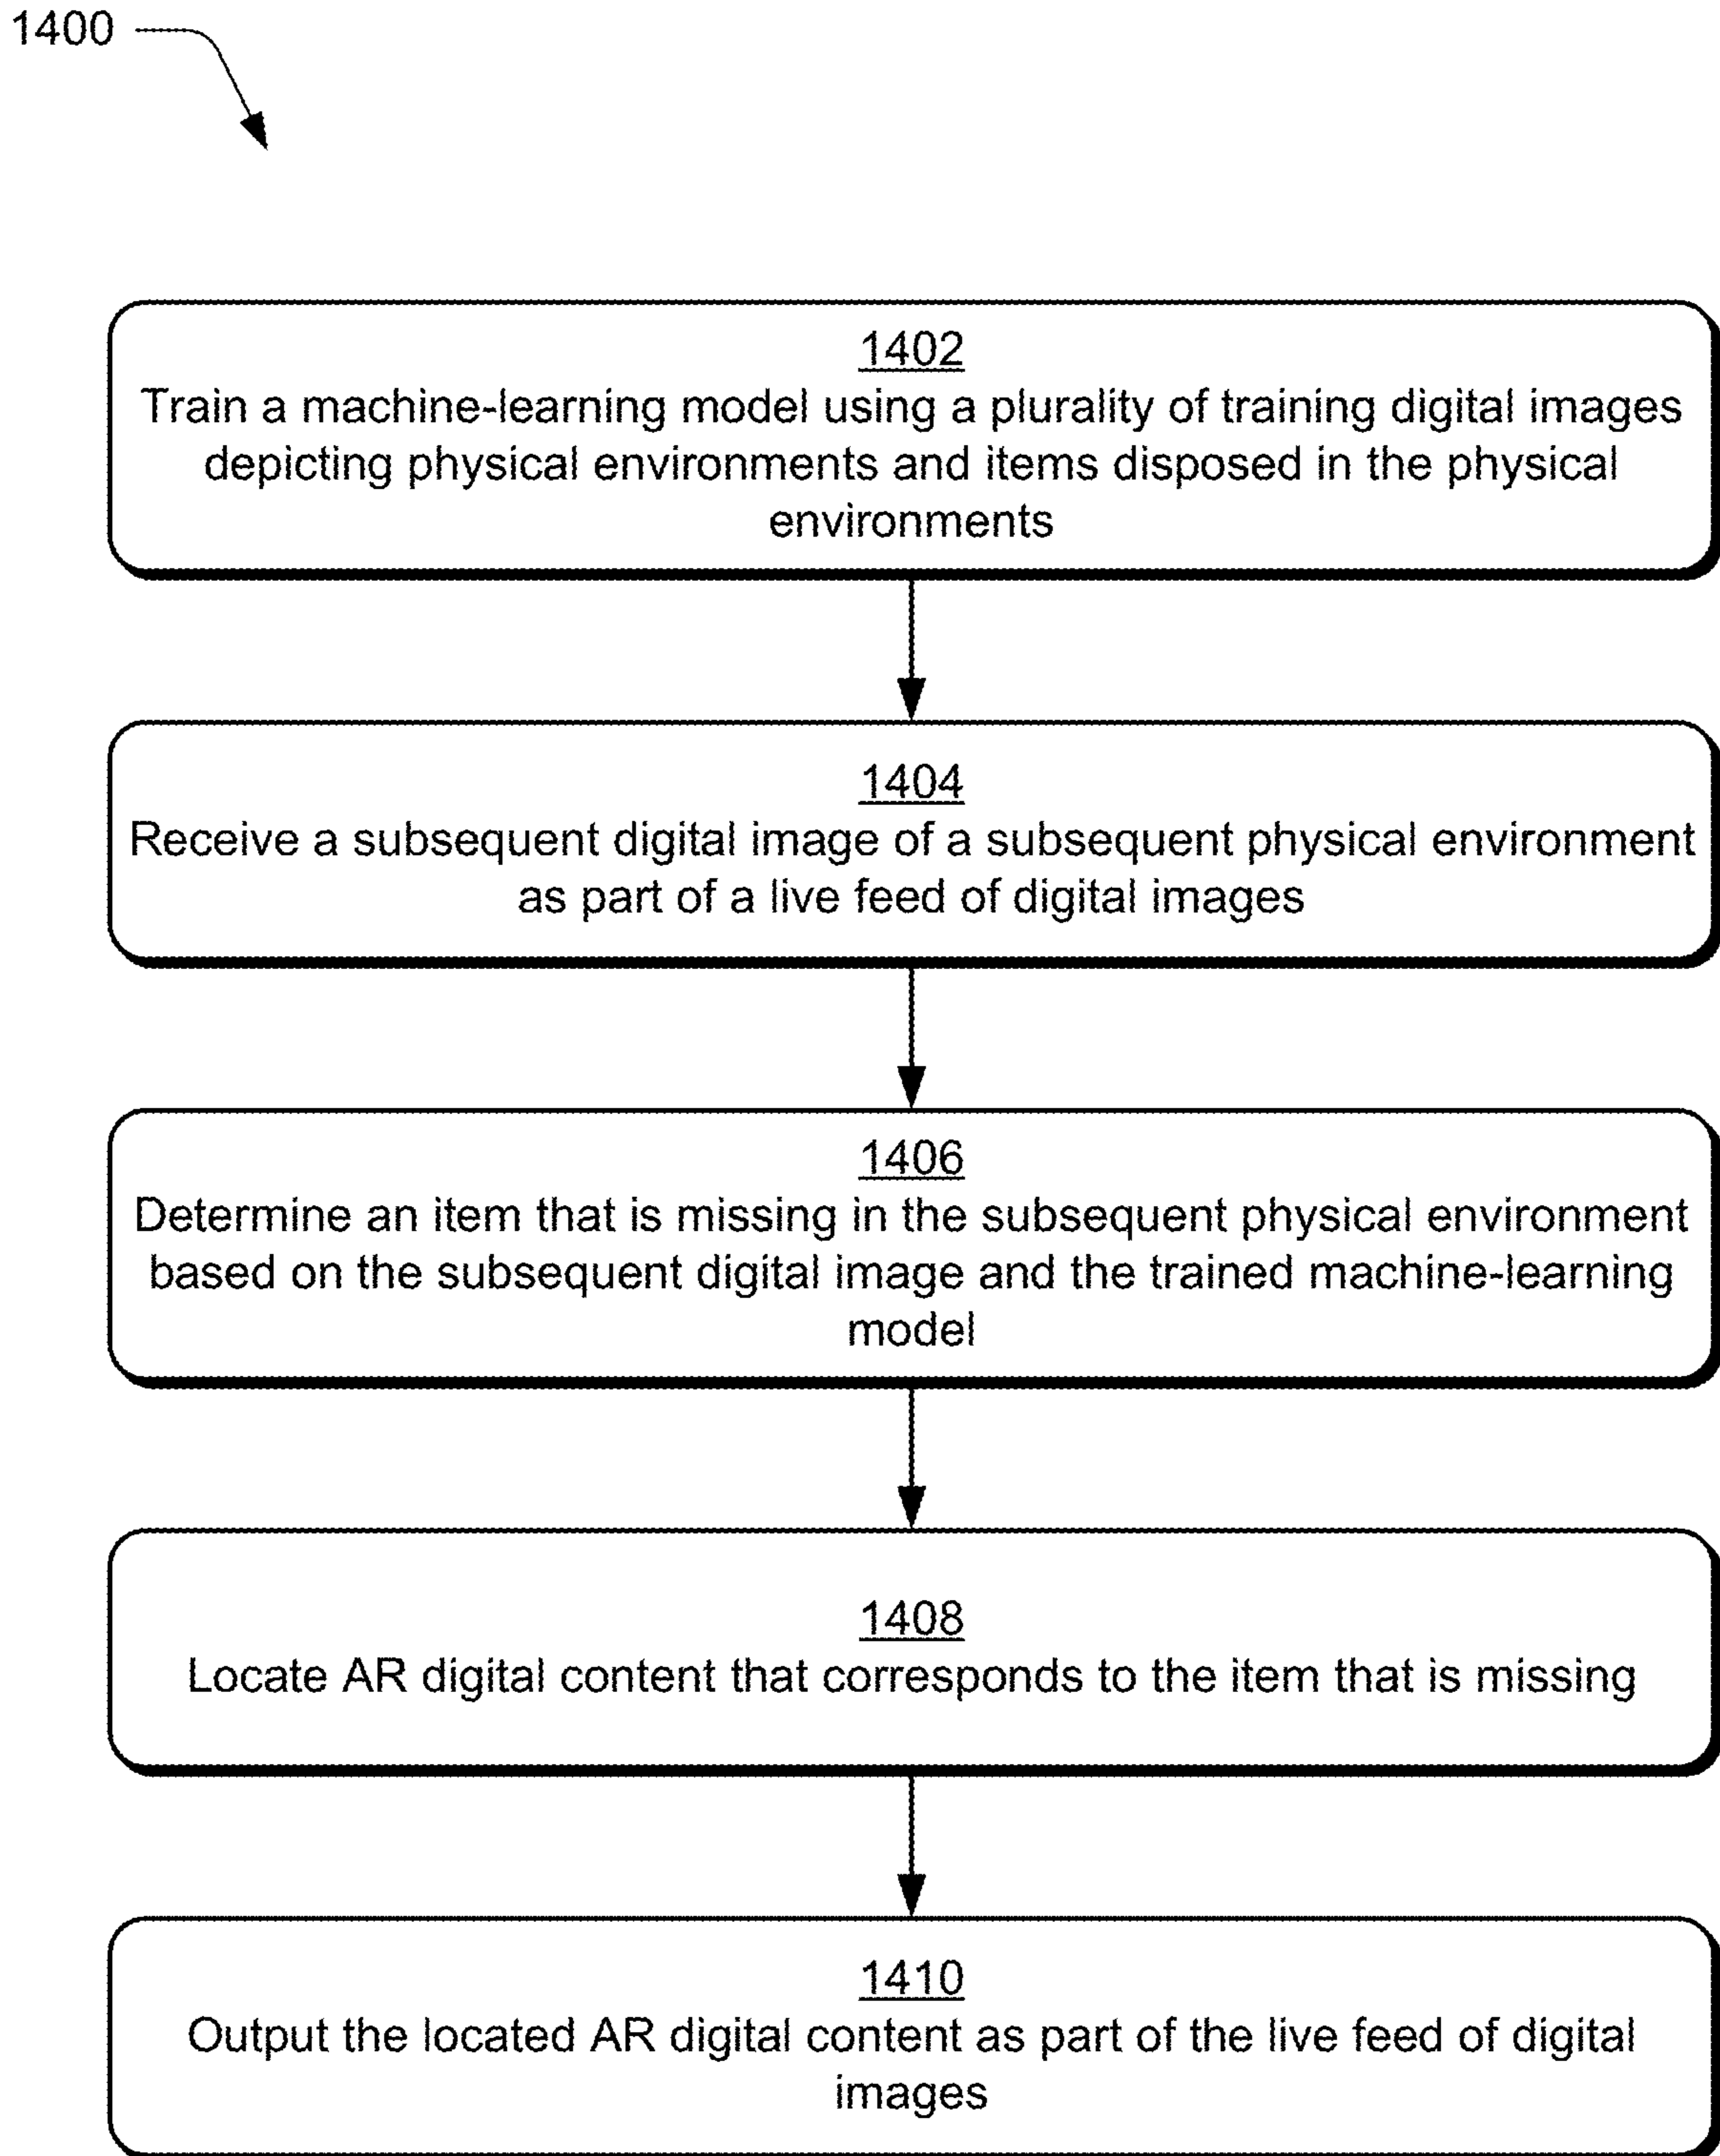 1400
1402
Train a machine-learning model using a plurality of training digital images
depicting physical environments and items disposed in the physical
environments
1404
Receive a subsequent digital image of a subsequent physical environment
as part of a live feed of digital images
1406
Determine an item that is missing in the subsequent physical environment
based on the subsequent digital image and the trained machine-learning
model
1408
Locate AR digital content that corresponds to the item that is missing
1410
Output the located AR digital content as part of the live feed of digital
images